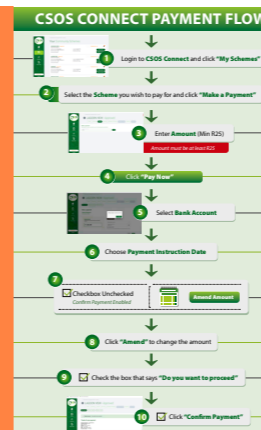 CSOS CONNECT PAYMENT FLOW
1 Login to CSOS Connect and click "My Schemes"
2 Select the Scheme you wish to pay for and click "Make a Payment"
3 Enter Amount (Min R25)
Amount must be at least R25
4 Click "Pay Now"
5 Select Bank Account
6 Choose Payment Instruction Date
7
Checkbox Unchecked
Confirm Payment Enabled
Amend Amount
8 Click "Amend" to change the amount
9 Check the box that says "Do you want to proceed"
10 Click "Confirm Payment"